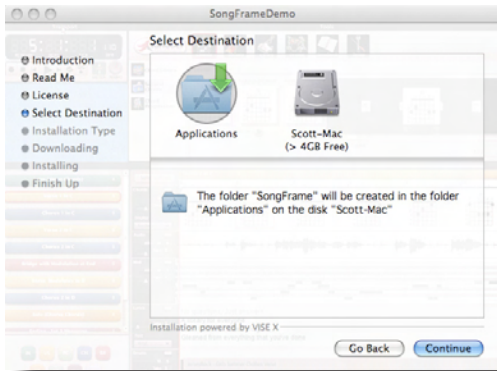 SongFrameDemo
Select Destination
Introduction
Read Me
License
Select Destination
Installation Type
Downloading
Installing
Finish Up
Applications
Scott-Mac
(> 4GB Free)
The folder "SongFrame" will be created in the folder
"Applications" on the disk "Scott-Mac"
Installation powered by VISE X
Go Back
Continue